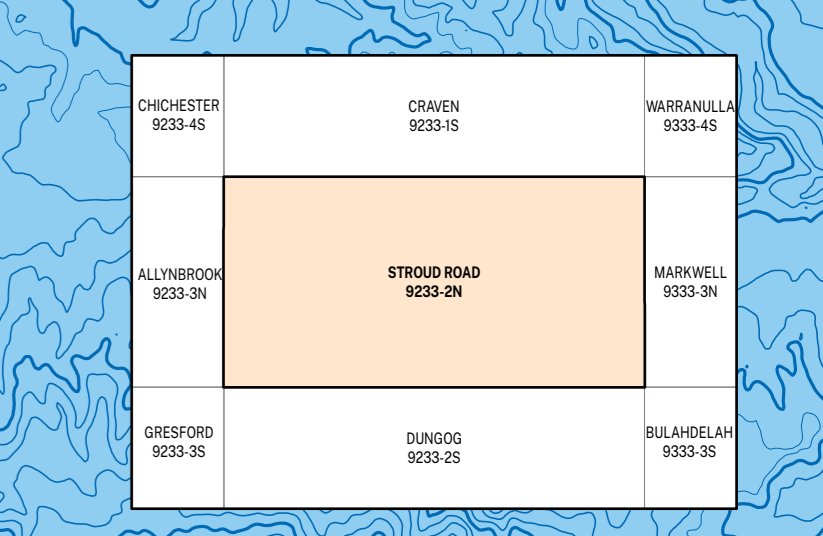 CHICHESTER
9233-4S
CRAVEN
9233-1S
WARRANULLA
9333-4S
ALLYNBROOK
9233-3N
STROUD ROAD
9233-2N
MARKWELL
9333-3N
GRESFORD
9233-3S
DUNGOG
9233-2S
BULAHDELAH
9333-3S